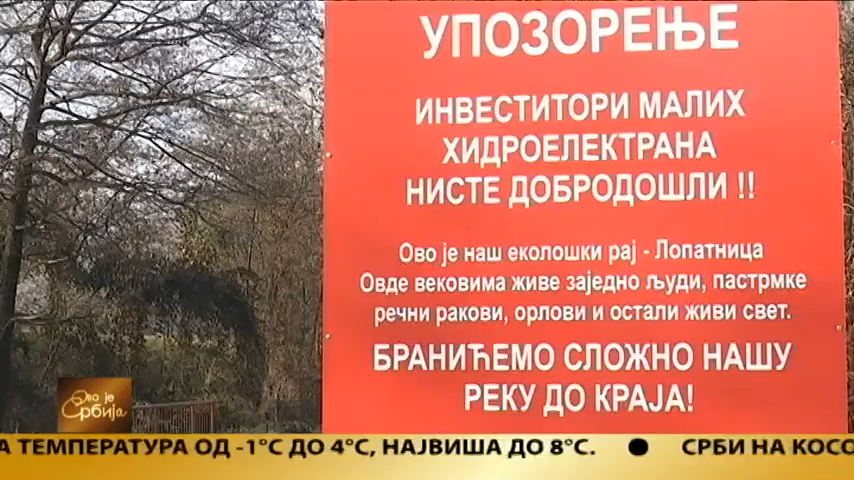 УПОЗОРЕЊЕ
ИНВЕСТИТОРИ МАЛИХ
ХИДРОЕЛЕКТРАНА
НИСТЕ ДОБРОДОШЛИ !!
Ово је наш еколошки рај - Лопатница
Овде вековима живе заједно људи, пастрмке
речни ракови, орлови и остали живи свет.
БРАНИЋЕМО СЛОЖНО НАШУ
РЕКУ ДО КРАЈА!
Ово је
Србија
А ТЕМПЕРАТУРА ОД -1°С ДО 4°С, НАЈВИША ДО 8°С. ● СРБИ НА КОСО